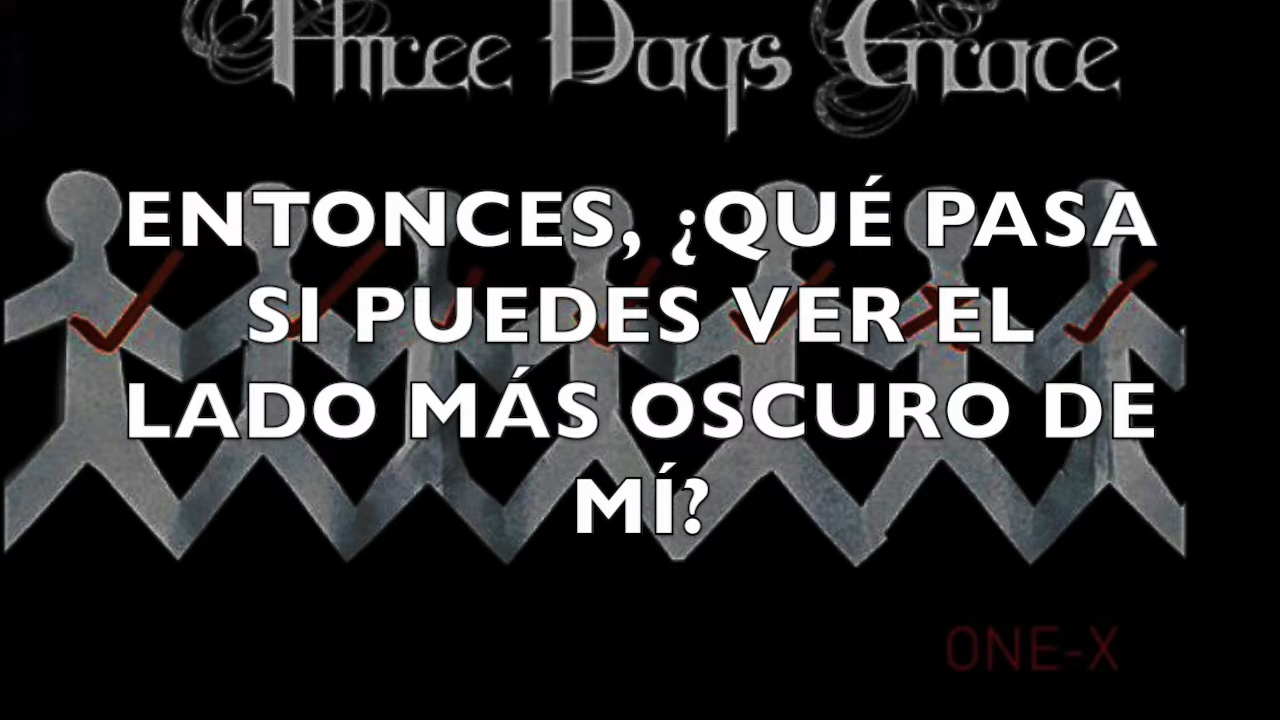 Three Days Grace
ENTONCES, ¿QUÉ PASA
SI PUEDES VER EL
LADO MÁS OSCURO DE
MÍ?
ONE-X